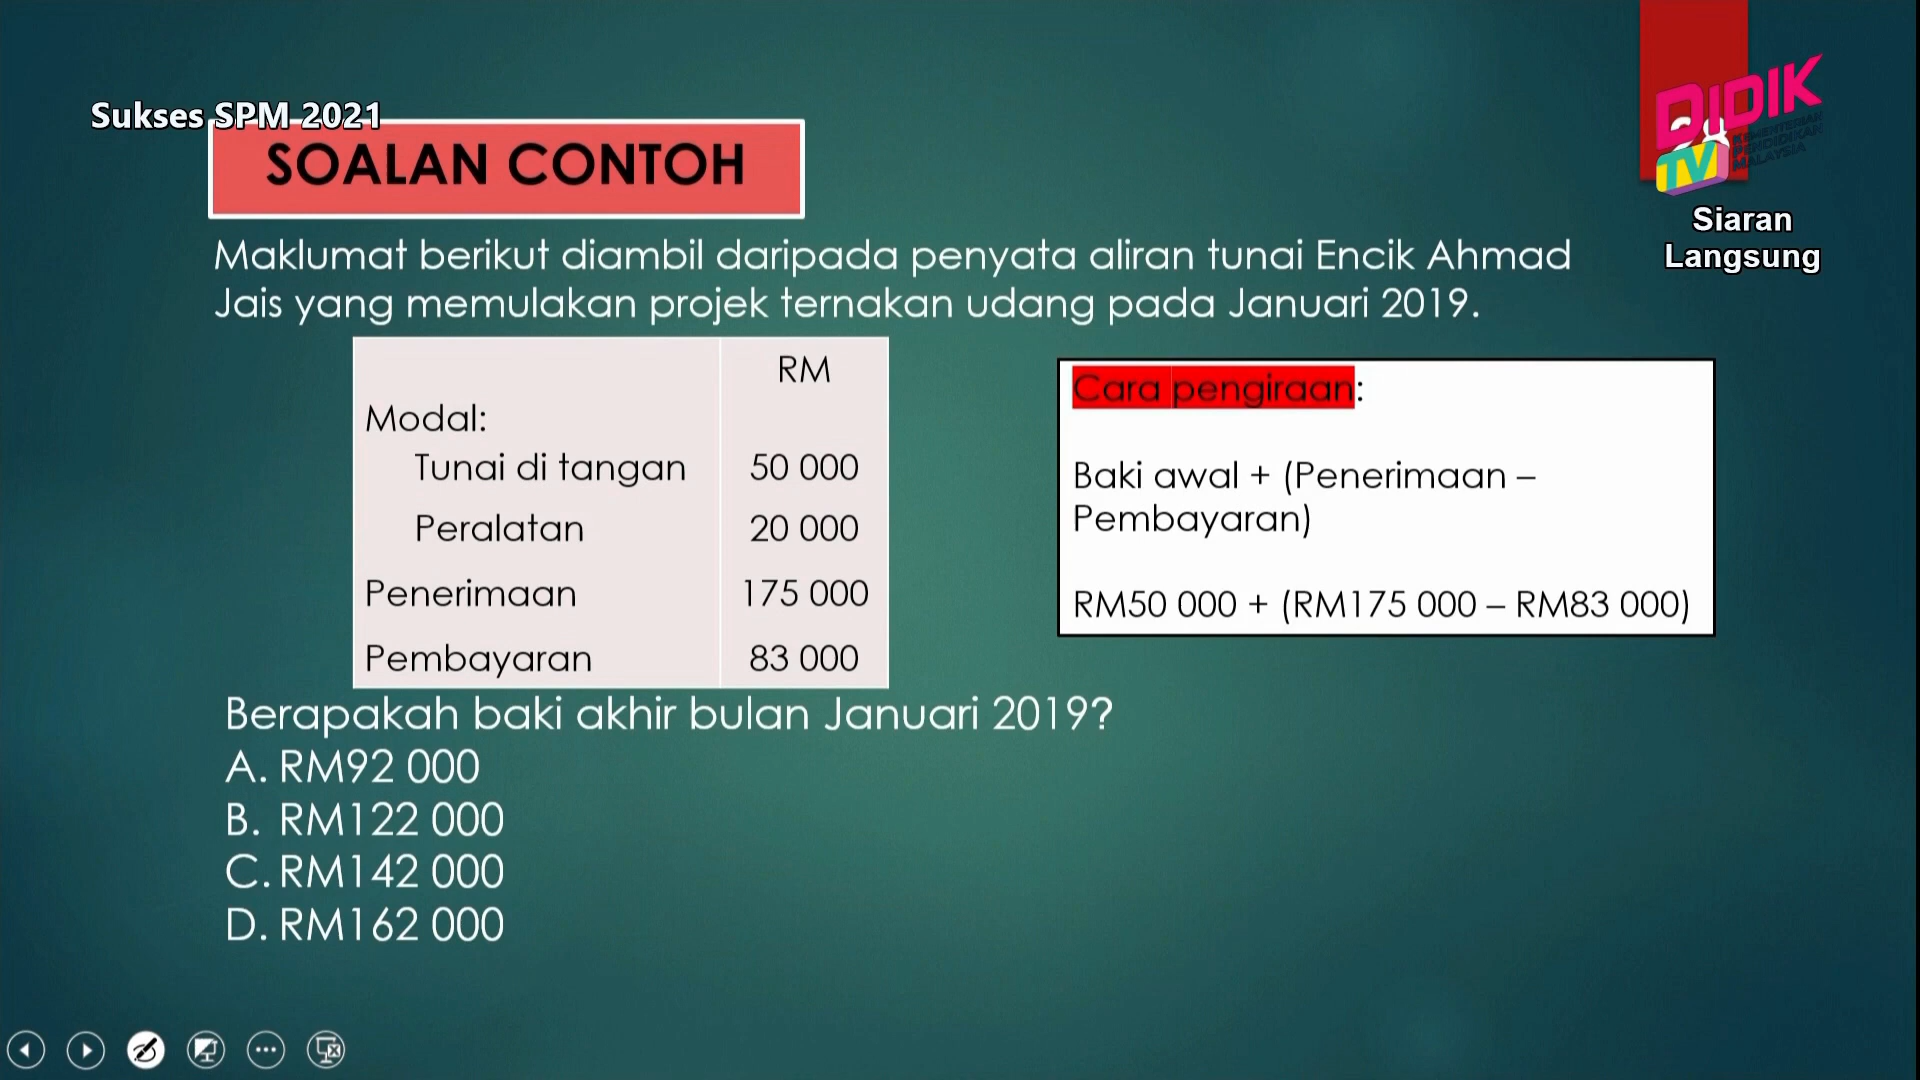 Sukses SPM 2021
SOALAN CONTOH
DIDIK
TV
KEMENTERIAN
PENDIDIKAN
MALAYSIA
Siaran
Langsung
Maklumat berikut diambil daripada penyata aliran tunai Encik Ahmad
Jais yang memulakan projek ternakan udang pada Januari 2019.
RM
Modal:
Tunai di tangan 50 000
Peralatan 20 000
Penerimaan 175 000
Pembayaran 83 000
Cara pengiraan:
Baki awal + (Penerimaan –
Pembayaran)
RM50 000 + (RM175 000 – RM83 000)
Berapakah baki akhir bulan Januari 2019?
A. RM92 000
B. RM122 000
C. RM142 000
D. RM162 000